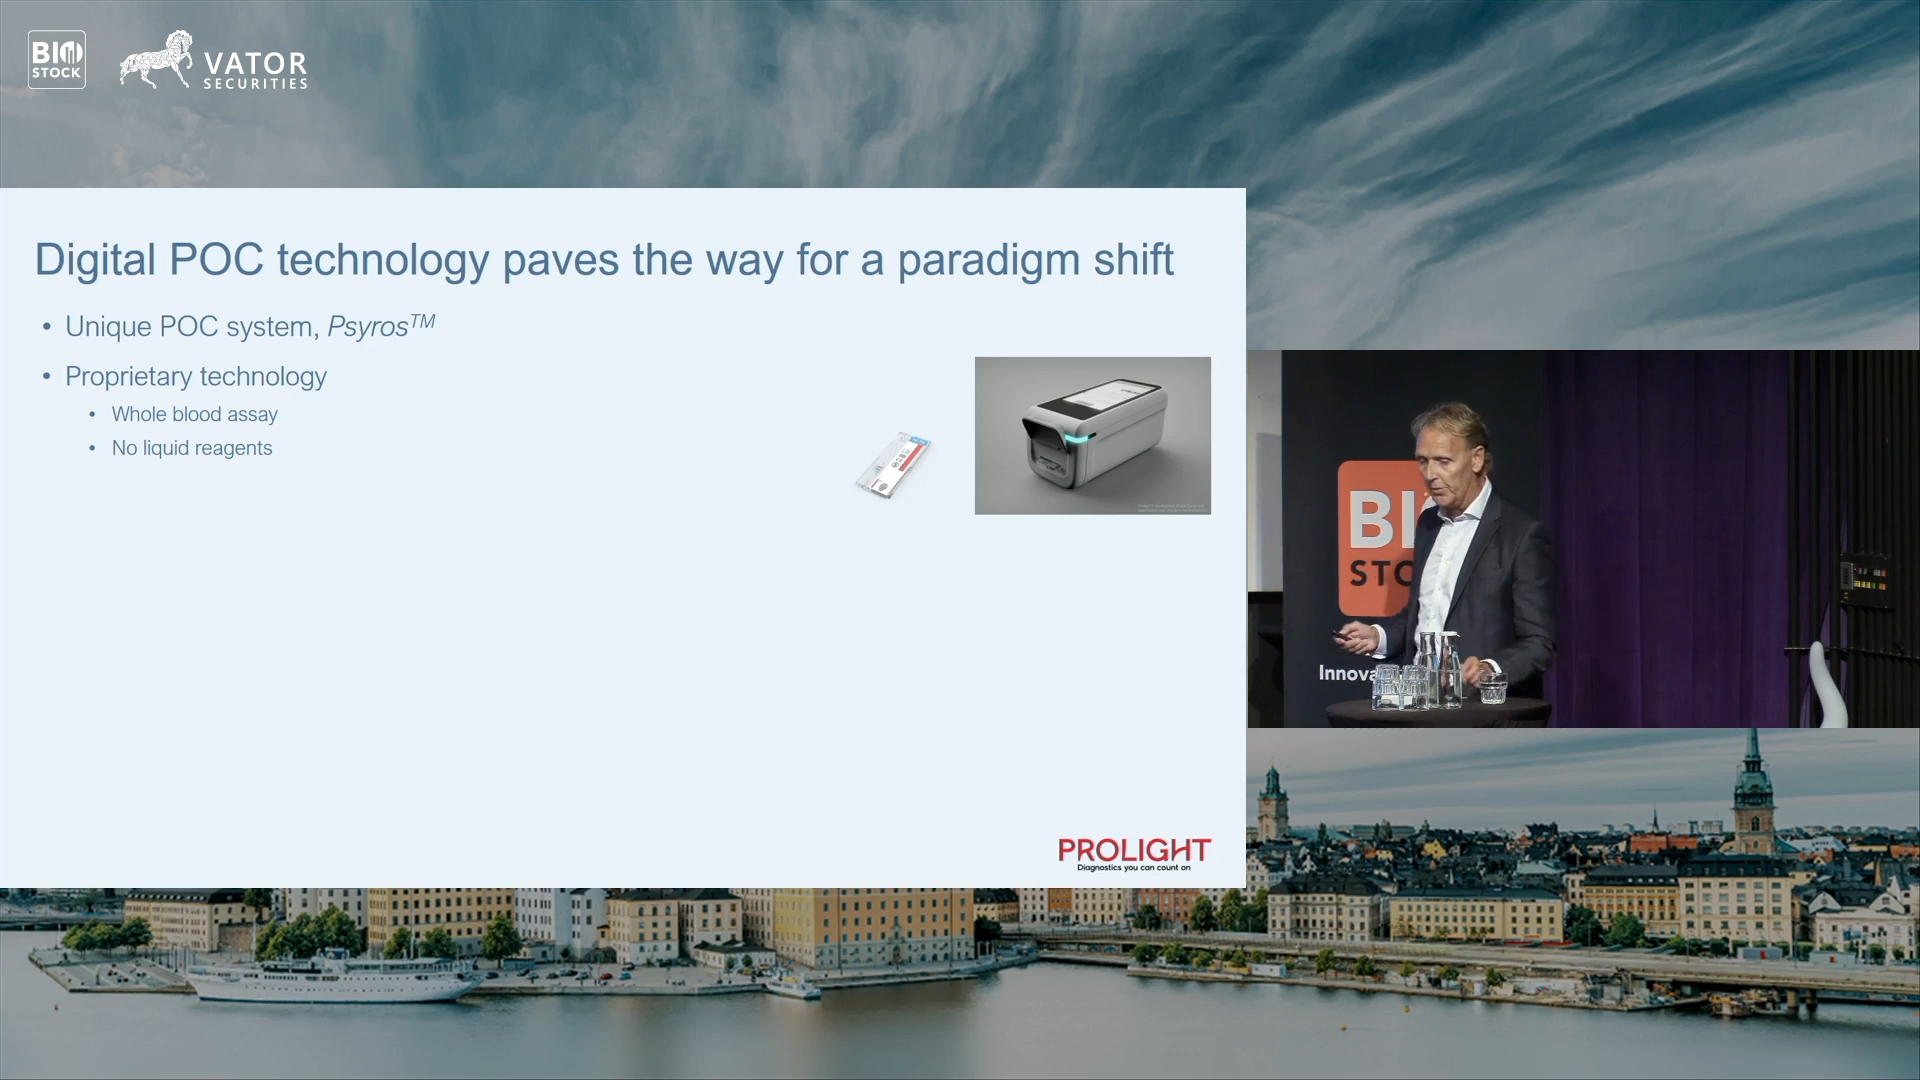 BIO
STOCK
VATOR
SECURITIES
Digital POC technology paves the way for a paradigm shift
• Unique POC system, Psyros™
• Proprietary technology
• Whole blood assay
• No liquid reagents
PROLIGHT
Diagnostics you can count on
BI
STO
Innova